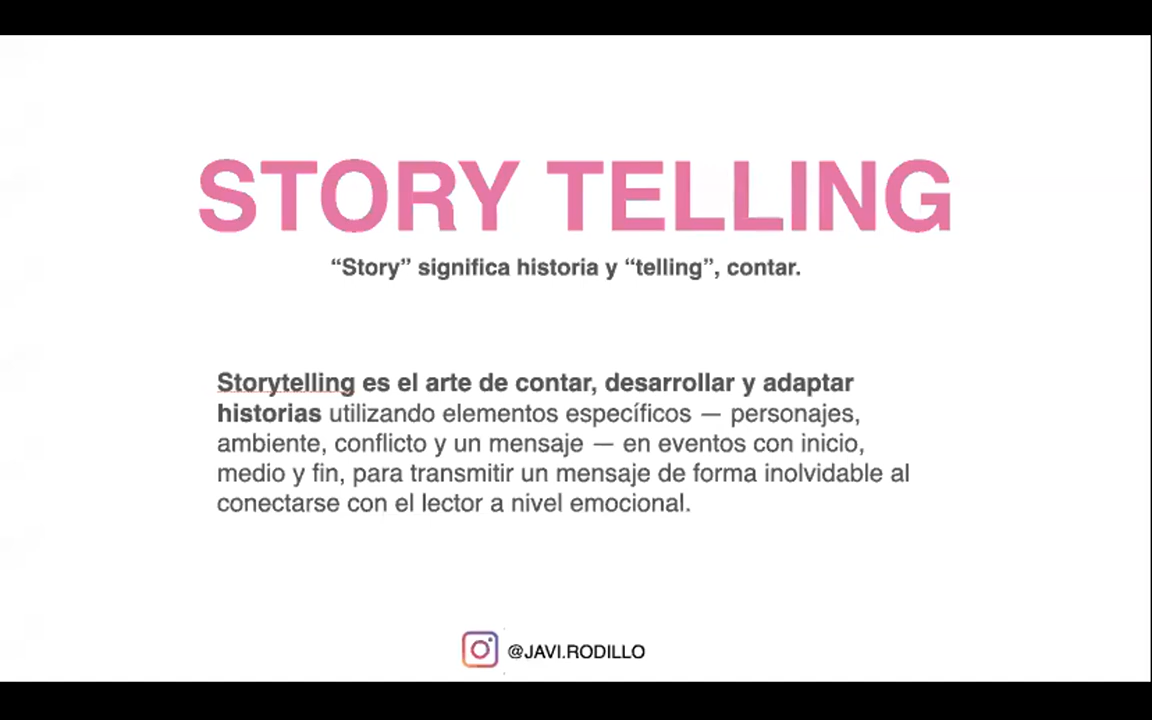 STORY TELLING
“Story” significa historia y “telling”, contar.
Storytelling es el arte de contar, desarrollar y adaptar
historias utilizando elementos específicos — personajes,
ambiente, conflicto y un mensaje — en eventos con inicio,
medio y fin, para transmitir un mensaje de forma inolvidable al
conectarse con el lector a nivel emocional.
@JAVI.RODILLO